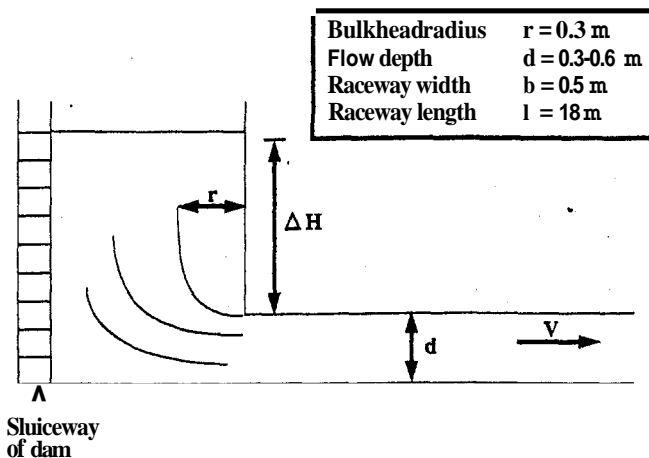 Bulkheadradius r = 0.3 m
Flow depth d = 0.3-0.6 m
Raceway width b = 0.5 m
Raceway length l = 18 m
r
ΔH
d
V
Sluiceway
of dam